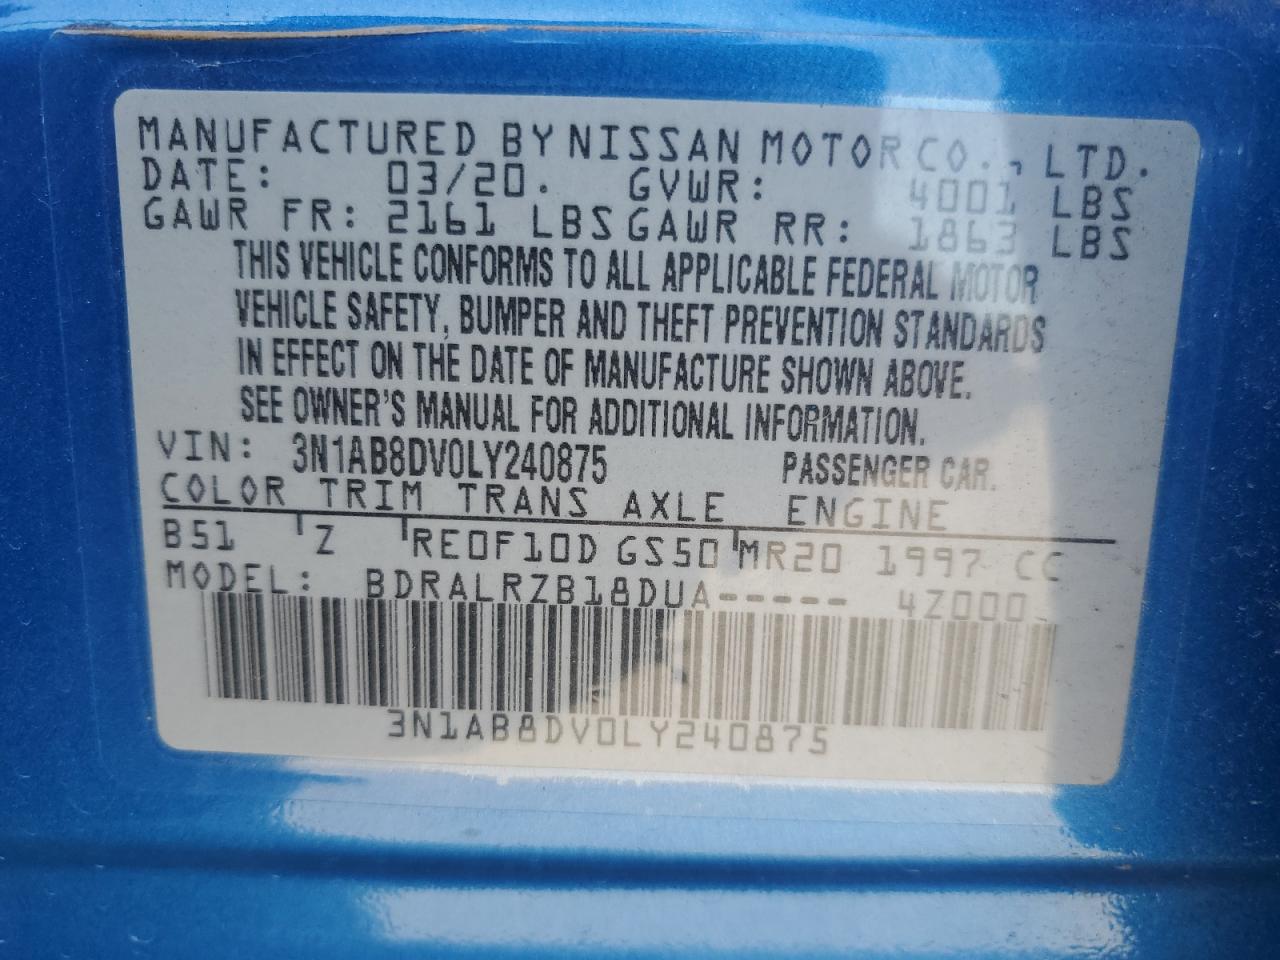 MANUFACTURED BY NISSAN MOTOR CO., LTD.
DATE: 03/20. GVWR: 4001 LBS
GAWR FR: 2161 LBS GAWR RR: 1863 LBS
THIS VEHICLE CONFORMS TO ALL APPLICABLE FEDERAL MOTOR
VEHICLE SAFETY, BUMPER AND THEFT PREVENTION STANDARDS
IN EFFECT ON THE DATE OF MANUFACTURE SHOWN ABOVE.
SEE OWNER'S MANUAL FOR ADDITIONAL INFORMATION.
VIN: 3N1AB8DV0LY240875 PASSENGER CAR.
COLOR TRIM TRANS AXLE ENGINE
B51 Z RE0F10D GS50 MR20 1997 CC
MODEL: BDRALRZB18DUA----- 4Z000
3N1AB8DV0LY240875